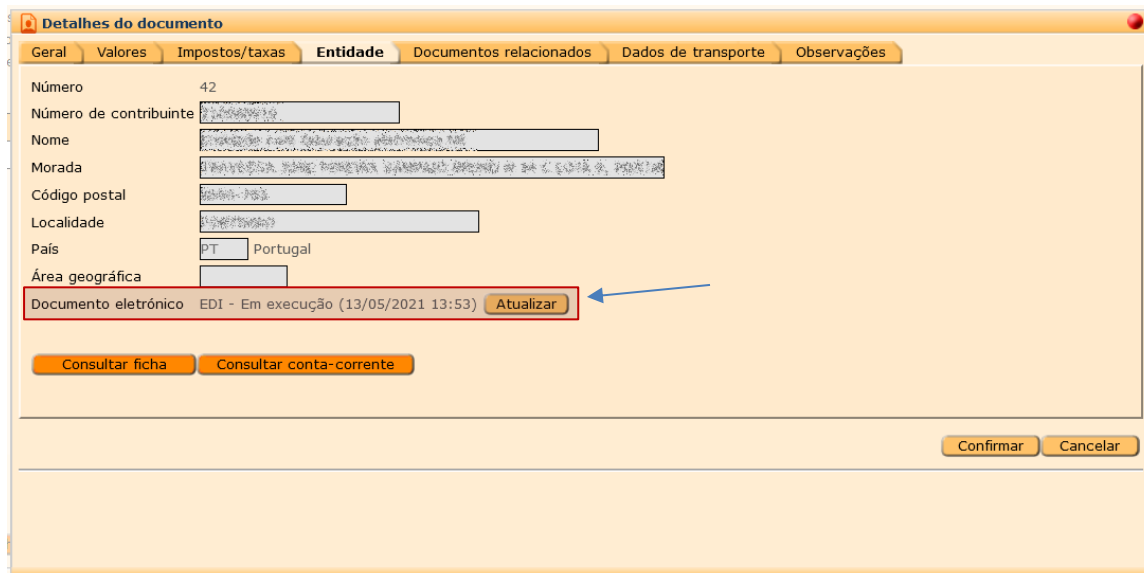 Detalhes do documento
Geral Valores Impostos/taxas Entidade Documentos relacionados Dados de transporte Observações
Número 42
Número de contribuinte
Nome
Morada
Código postal
Localidade
País PT Portugal
Área geográfica
Documento eletrónico EDI - Em execução (13/05/2021 13:53) Atualizar
Consultar ficha Consultar conta-corrente
Confirmar Cancelar